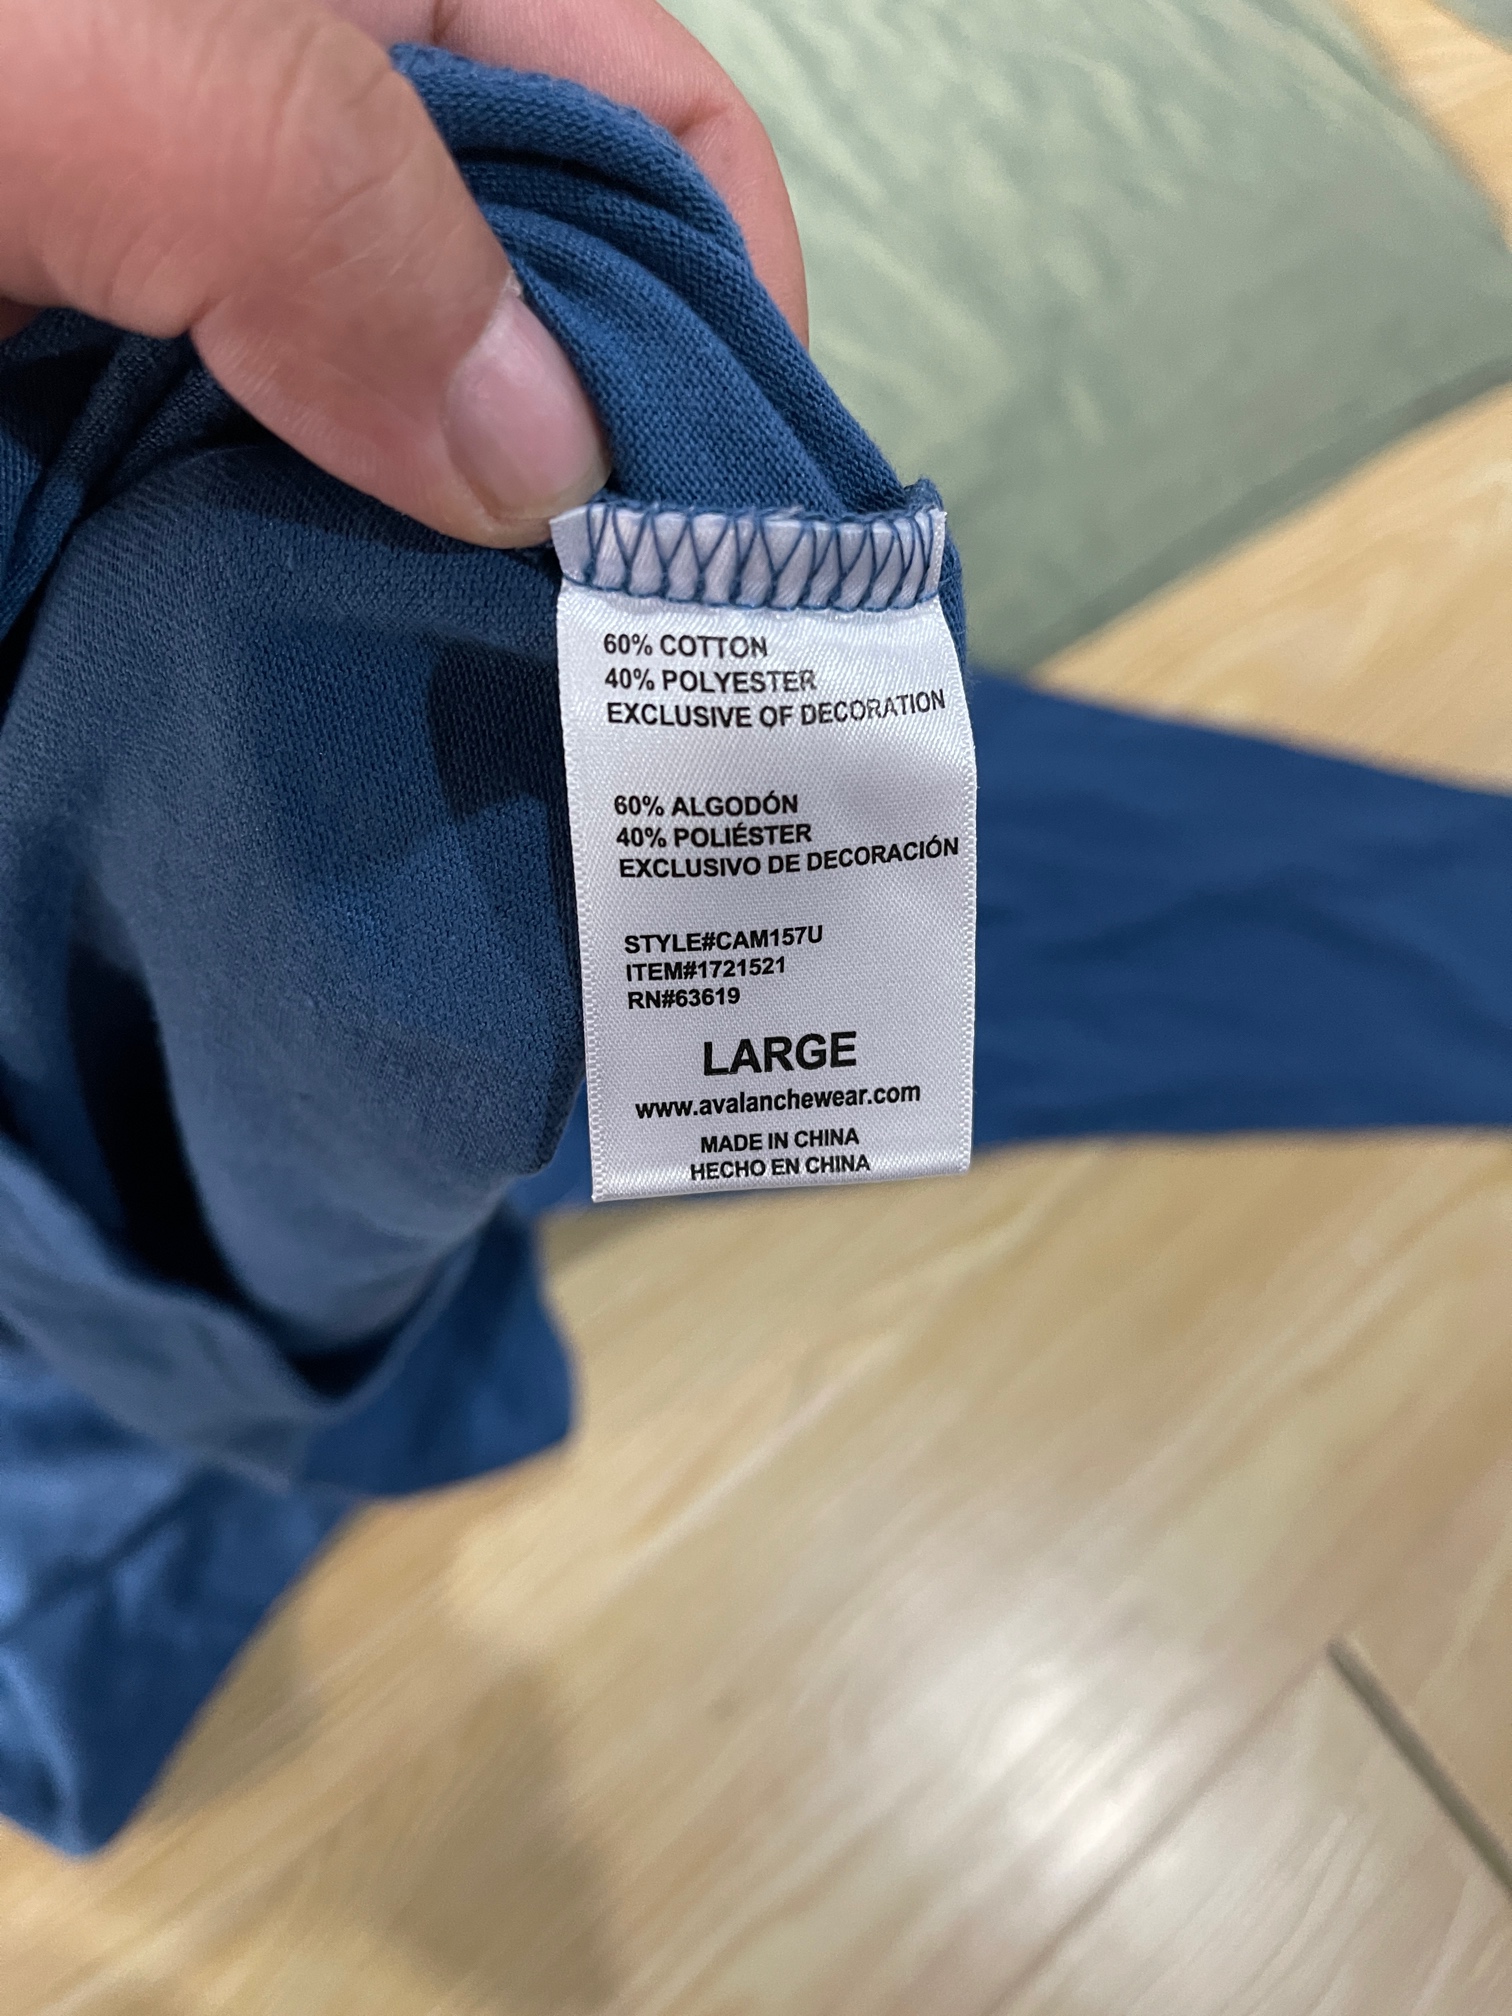 60% COTTON
40% POLYESTER
EXCLUSIVE OF DECORATION
60% ALGODÓN
40% POLIÉSTER
EXCLUSIVO DE DECORACIÓN
STYLE#CAM157U
ITEM#1721521
RN#63619
LARGE
www.avalanchewear.com
MADE IN CHINA
HECHO EN CHINA